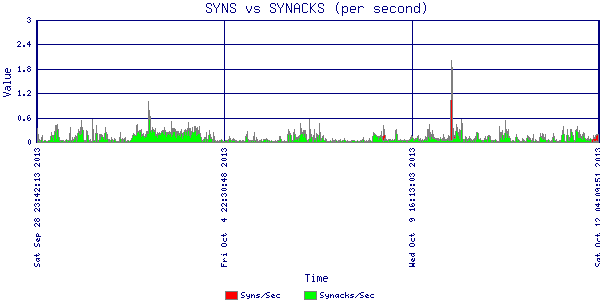 SYNS vs SYNACKS (per second)
3
2.4
1.8
1.2
0.6
0
Value
Sat Sep 28 23:42:13 2013
Fri Oct 4 22:30:48 2013
Wed Oct 9 16:13:03 2013
Sat Oct 12 04:09:51 2013
Time
Syns/Sec
Synacks/Sec